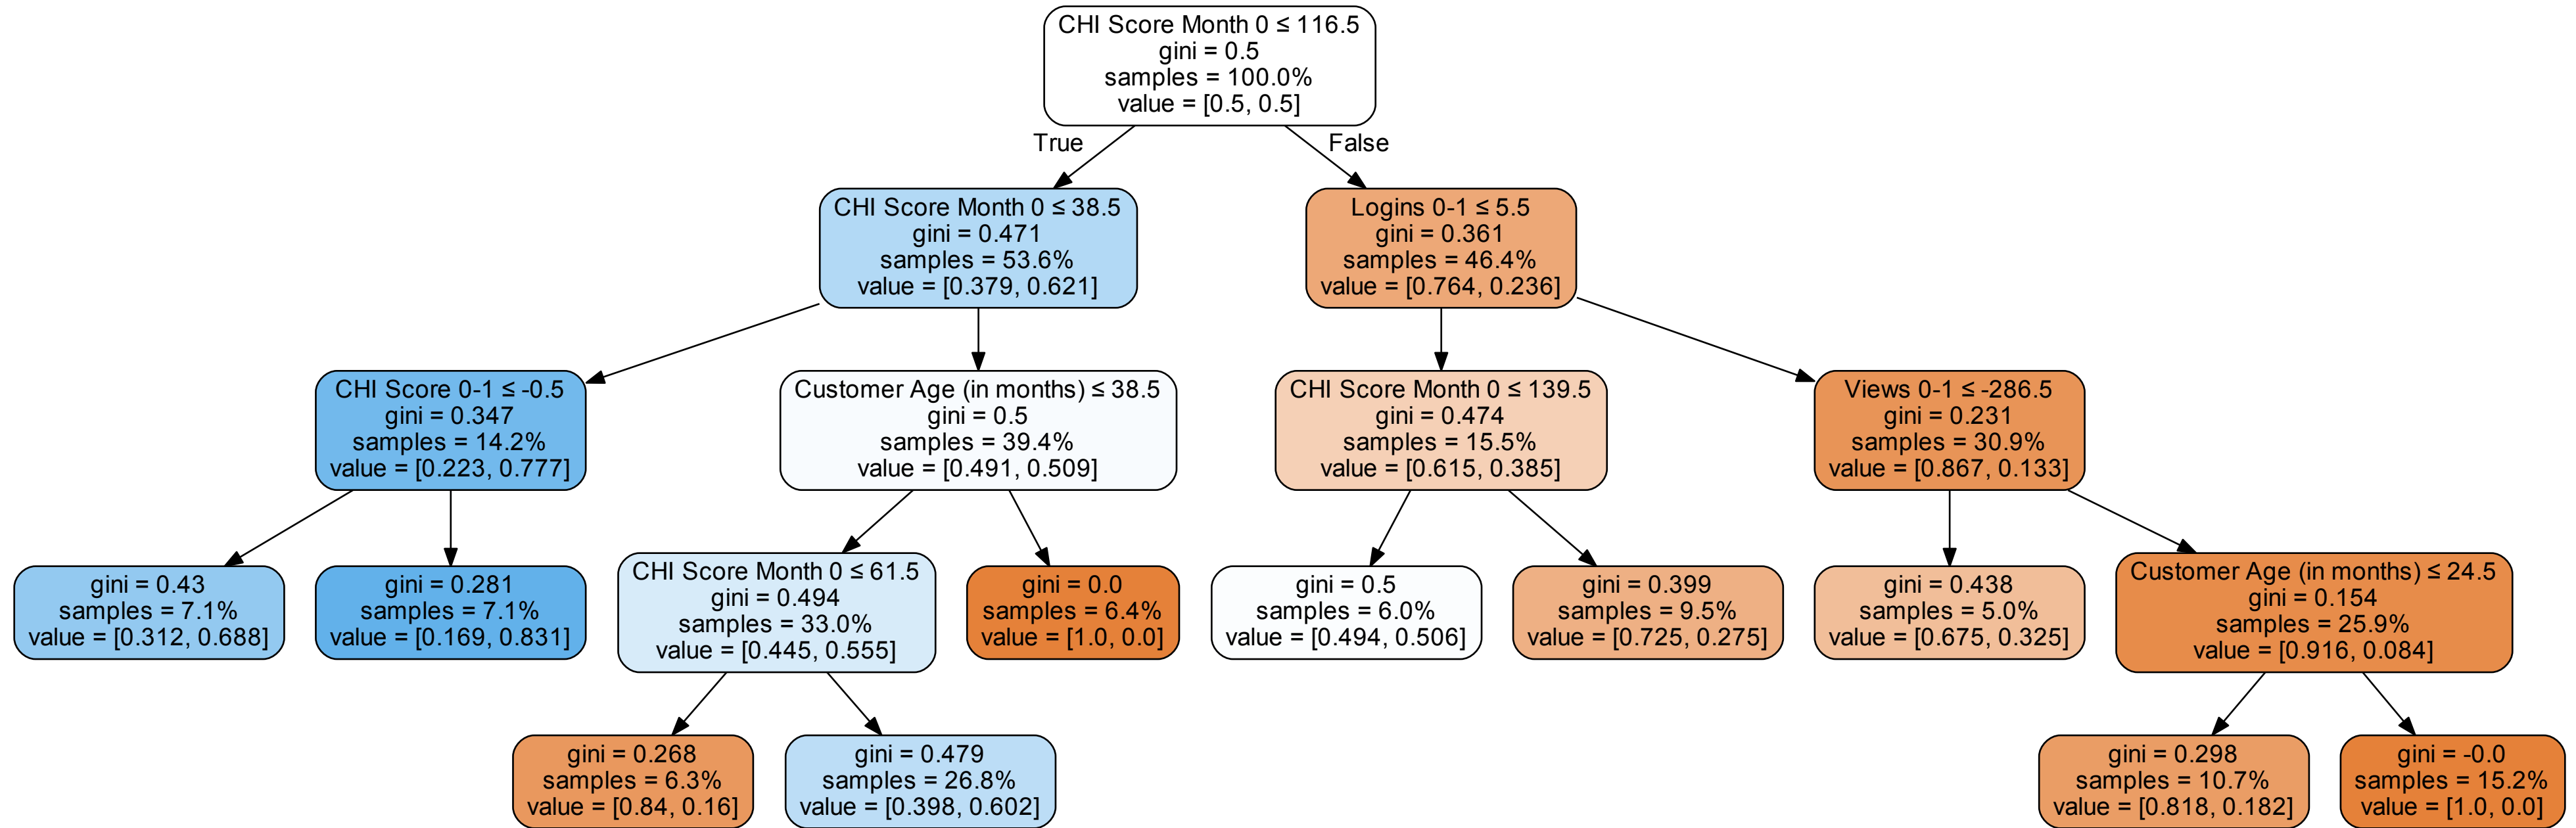 CHI Score Month 0 ≤ 116.5
gini = 0.5
samples = 100.0%
value = [0.5, 0.5]
True
False
CHI Score Month 0 ≤ 38.5
gini = 0.471
samples = 53.6%
value = [0.379, 0.621]
Logins 0-1 ≤ 5.5
gini = 0.361
samples = 46.4%
value = [0.764, 0.236]
CHI Score 0-1 ≤ -0.5
gini = 0.347
samples = 14.2%
value = [0.223, 0.777]
Customer Age (in months) ≤ 38.5
gini = 0.5
samples = 39.4%
value = [0.491, 0.509]
CHI Score Month 0 ≤ 139.5
gini = 0.474
samples = 15.5%
value = [0.615, 0.385]
Views 0-1 ≤ -286.5
gini = 0.231
samples = 30.9%
value = [0.867, 0.133]
gini = 0.43
samples = 7.1%
value = [0.312, 0.688]
gini = 0.281
samples = 7.1%
value = [0.169, 0.831]
CHI Score Month 0 ≤ 61.5
gini = 0.494
samples = 33.0%
value = [0.445, 0.555]
gini = 0.0
samples = 6.4%
value = [1.0, 0.0]
gini = 0.5
samples = 6.0%
value = [0.494, 0.506]
gini = 0.399
samples = 9.5%
value = [0.725, 0.275]
gini = 0.438
samples = 5.0%
value = [0.675, 0.325]
Customer Age (in months) ≤ 24.5
gini = 0.154
samples = 25.9%
value = [0.916, 0.084]
gini = 0.268
samples = 6.3%
value = [0.84, 0.16]
gini = 0.479
samples = 26.8%
value = [0.398, 0.602]
gini = 0.298
samples = 10.7%
value = [0.818, 0.182]
gini = -0.0
samples = 15.2%
value = [1.0, 0.0]